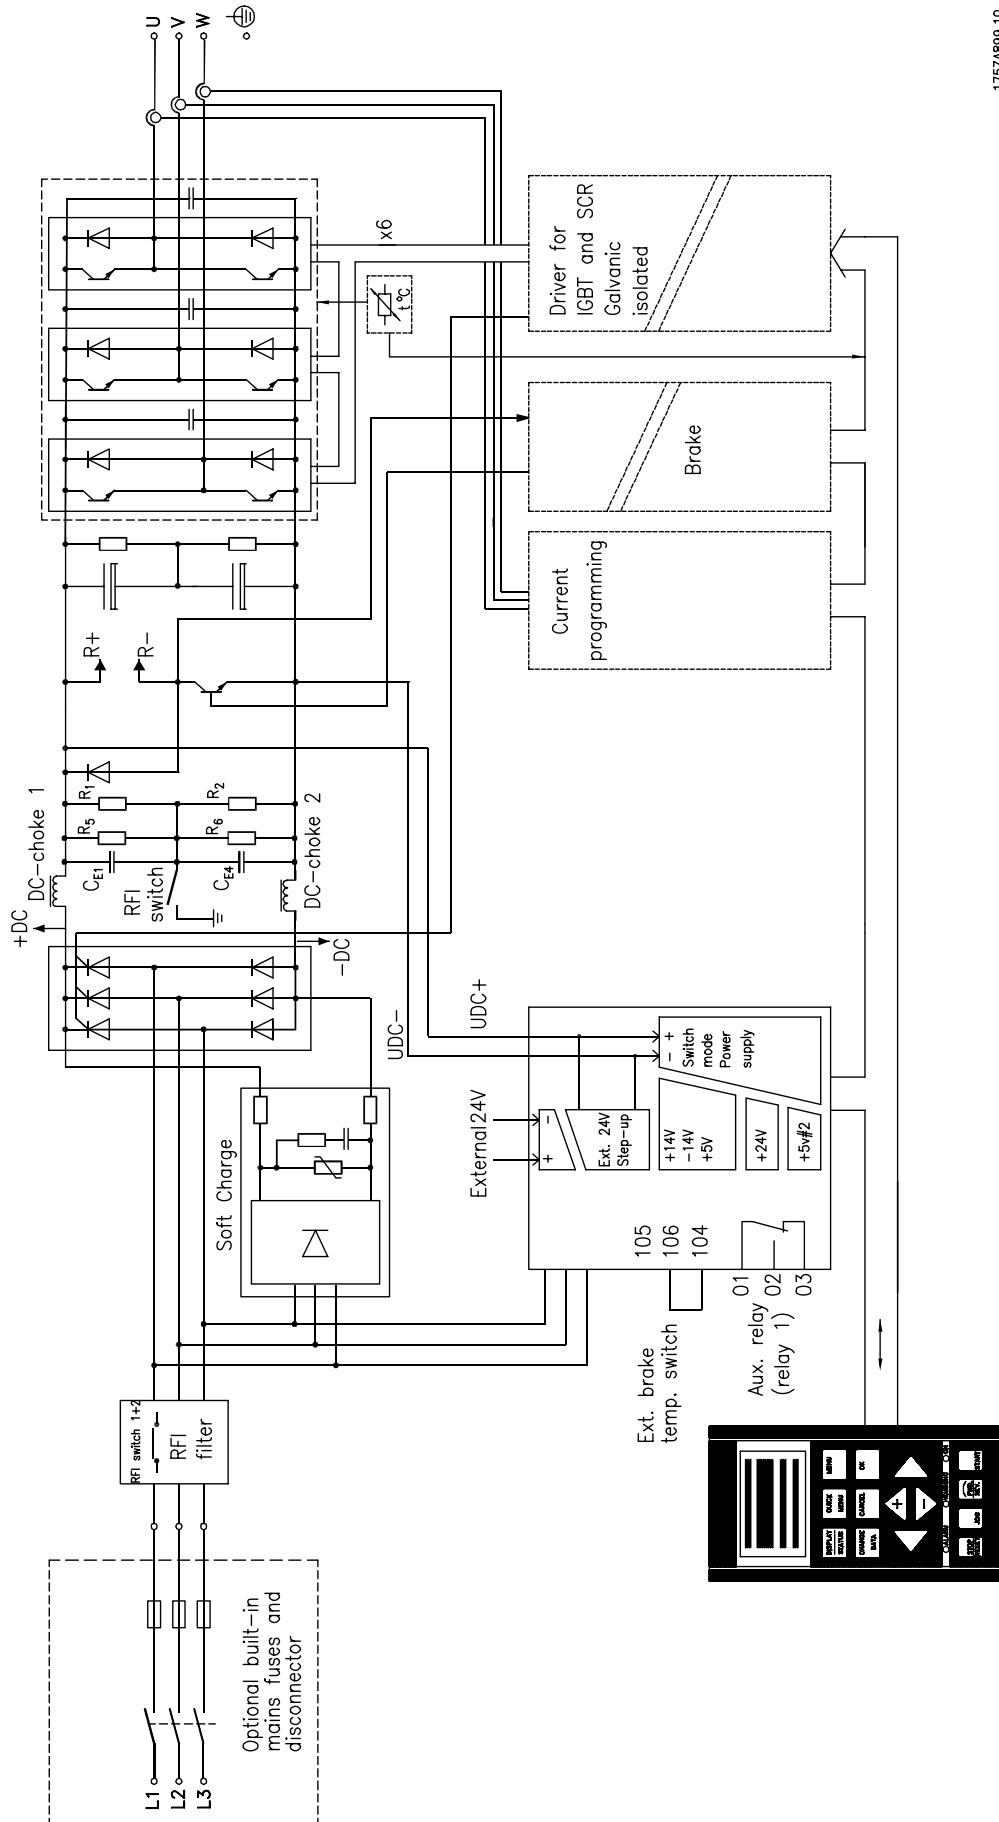 L1
L2
L3
Optional built-in
mains fuses and
disconnector
RFI switch 1+2
RFI
filter
Soft Charge
+DC
-DC
DC-choke 1
DC-choke 2
CE1
CE4
RFI
switch
R5
R6
R1
R2
R+
R-
U
V
W
x6
t°C
UDC-
UDC+
External24V
+
-
Ext. 24V
Step-up
+ -
Switch
mode Power
supply
+14V
-14V
+5V
+24V
+5v#2
105
106
104
01
02
03
Ext. brake
temp. switch
Aux. relay
(relay 1)
Current
programming
Brake
Driver for
IGBT and SCR
Galvanic
isolated
DISPLAY
STATUS
QUICK
MENU
MENU
CHANGE
DATA
CANCEL
OK
+
-
STOP
JOG
FWD.
REV.
START
175ZA899.10